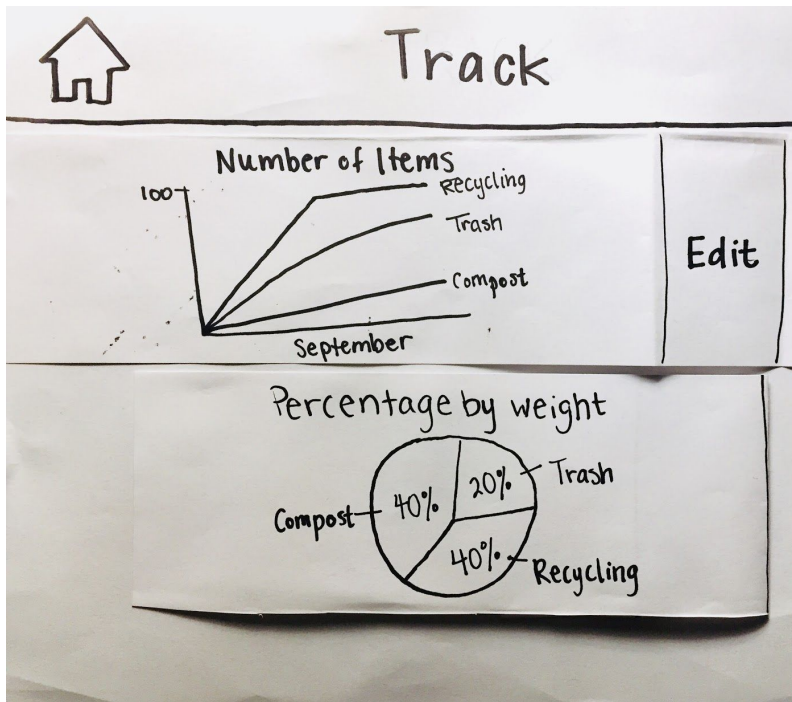 Track
Number of Items
100
Recycling
Trash
Compost
September
Edit
Percentage by weight
20%
Trash
Compost
40%
40%
Recycling